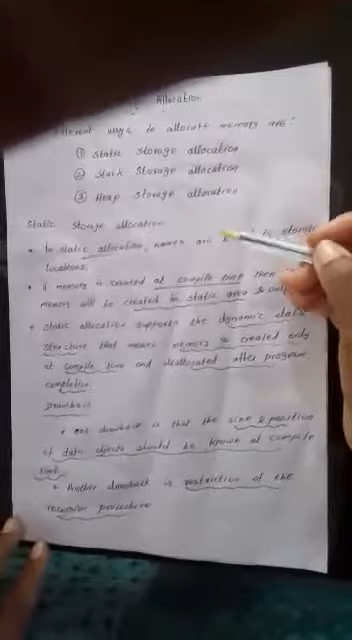 Allocation
ways to allocate memory are:
① Static Storage allocation
② Stack Storage allocation
③ Heap Storage allocation
Static Storage allocation
• In static allocation, names are to storage
locations.
• if memory is created at compile time then
memory will be created in static area & only
• static allocation supports the dynamic data
structure that means memory is created only
at compile time and deallocated after program
completion
Drawback
• One drawback is that the size & position
of data objects should be known at compile
time.
• Another drawback is restriction of the
recursion procedure